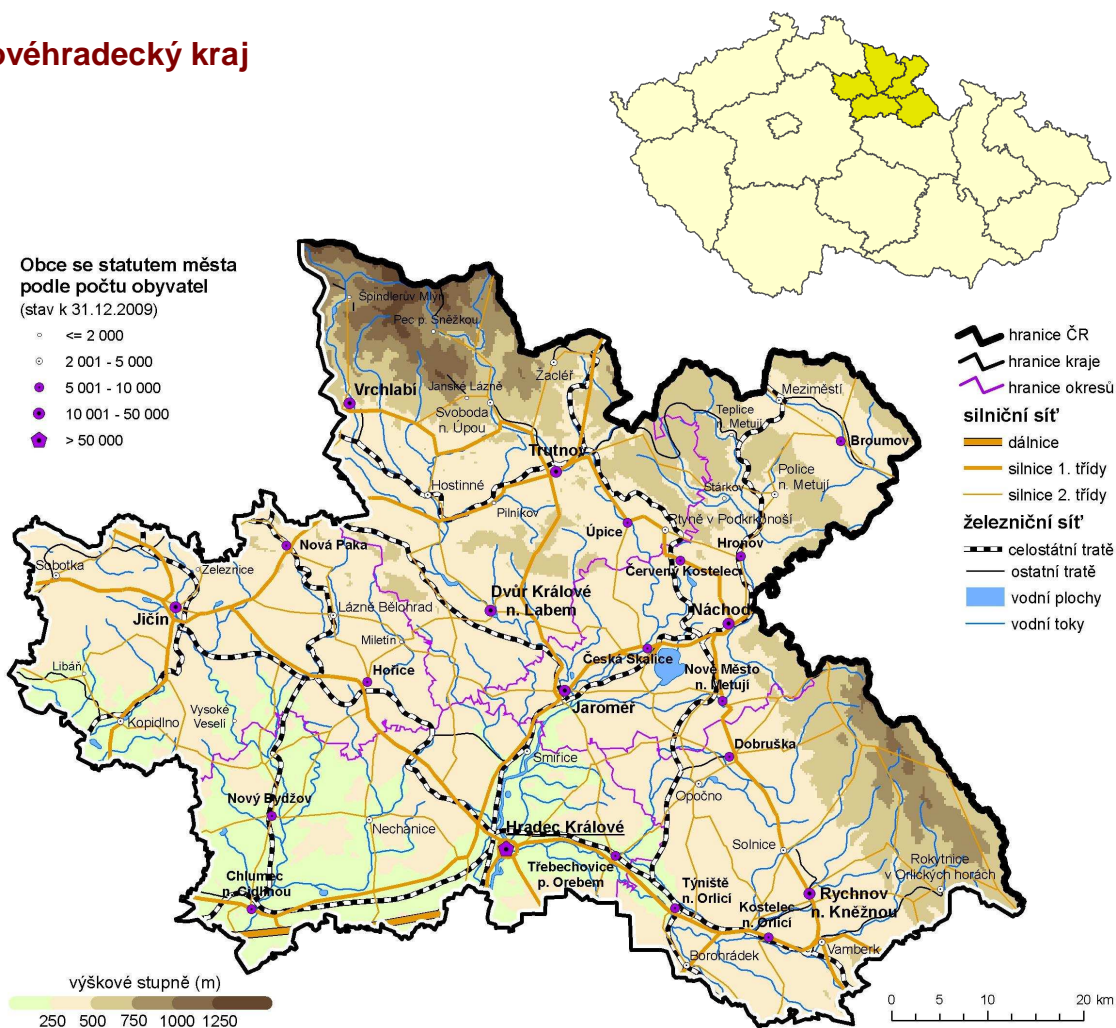 ovéhradecký kraj
Obce se statutem města
podle počtu obyvatel
(stav k 31.12.2009)
<= 2 000
2 001 - 5 000
5 001 - 10 000
10 001 - 50 000
> 50 000
hranice ČR
hranice kraje
hranice okresů
silniční síť
dálnice
silnice 1. třídy
silnice 2. třídy
železniční síť
celostátní tratě
ostatní tratě
vodní plochy
vodní toky
Špindlerův Mlýn
Pec p. Sněžkou
Žacléř
Vrchlabí
Janské Lázně
Svoboda
n. Úpou
Meziměstí
Teplice
n. Metují
Broumov
Trutnov
Police
n. Metují
Hostinné
Stárkov
Pilníkov
Úpice
Rtyně v Podkrkonoší
Nová Paka
Hronov
Sobotka
Železnice
Červený Kostelec
Dvůr Králové
n. Labem
Lázně Bělohrad
Náchod
Jičín
Miletín
Česká Skalice
Libáň
Hořice
Nové Město
n. Metují
Jaroměř
Vysoké
Veselí
Kopidlno
Dobruška
Smiřice
Opočno
Nový Bydžov
Nechanice
Hradec Králové
Solnice
Třebechovice
p. Orebem
Rokytnice
v Orlických horách
Chlumec
n. Cidlinou
Týniště
n. Orlicí
Kostelec
n. Orlicí
Rychnov
n. Kněžnou
Vamberk
Borohrádek
výškové stupně (m)
250 500 750 1000 1250
0 5 10 20 km